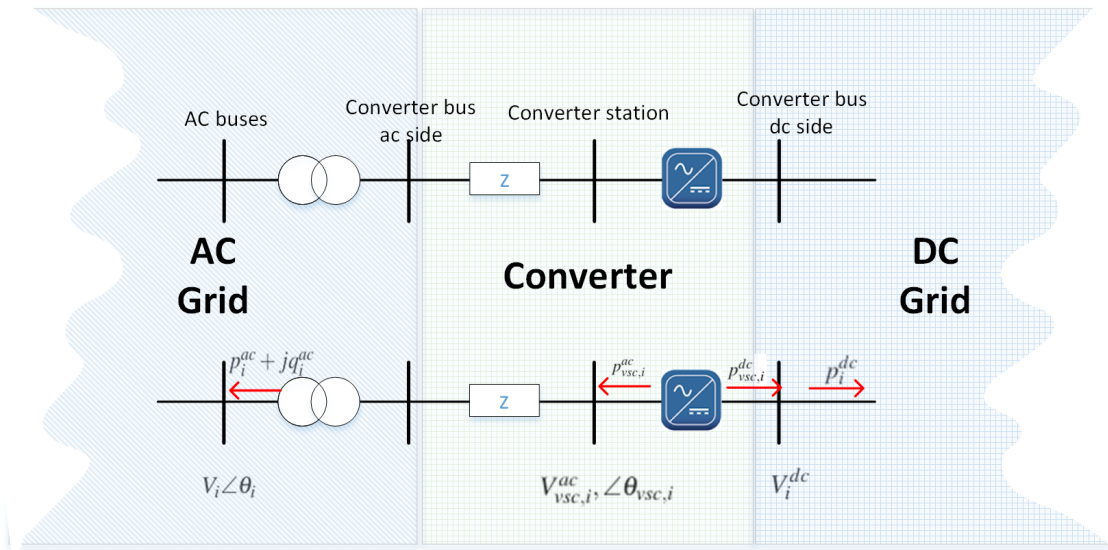 AC buses
Converter bus
ac side
Converter station
Converter bus
dc side
z
AC
Grid
Converter
DC
Grid
p_i^{ac} + jq_i^{ac}
z
p_{vsc,i}^{ac}
p_{vsc,i}^{dc}
p_i^{dc}
V_i∠θ_i
V_{vsc,i}^{ac},∠θ_{vsc,i}
V_i^{dc}